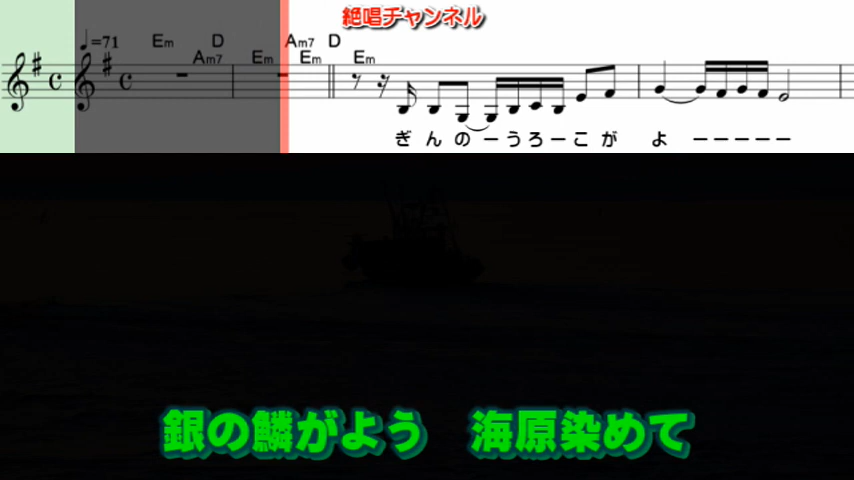 絶唱チャンネル
♩=71 Em D Am7 D
Am7 Em Em Em
ぎんのーうろーこが よ ーーーーー
銀の鱗がよう 海原染めて